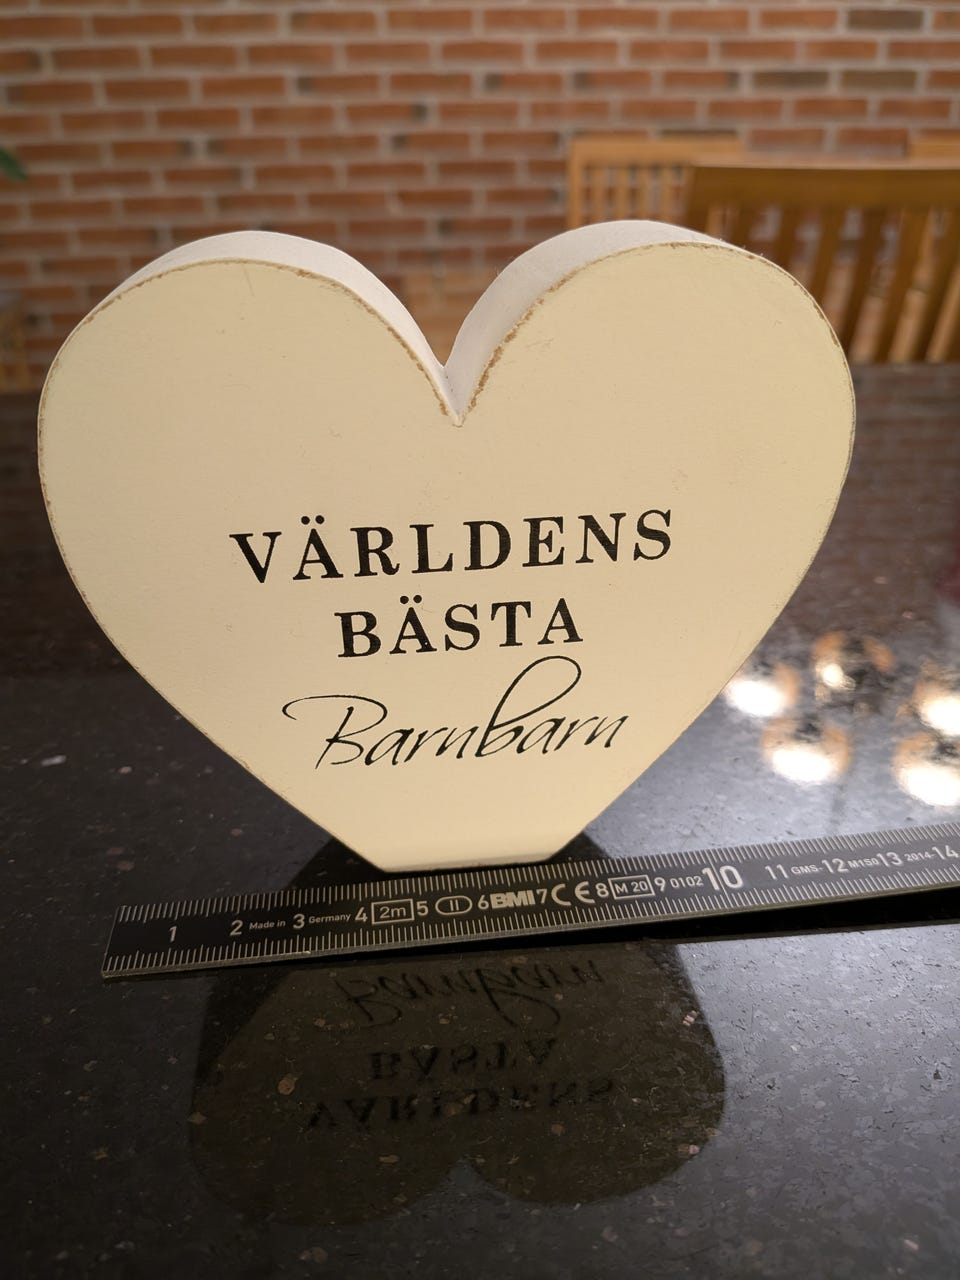 VÄRLDENS
BÄSTA
Barnbarn
1 2 Made in 3 Germany 4 2m 5 II 6 BMI 7 CE 8 M 20 9 0102 10 11 GMS 12 M150 13 2014 14